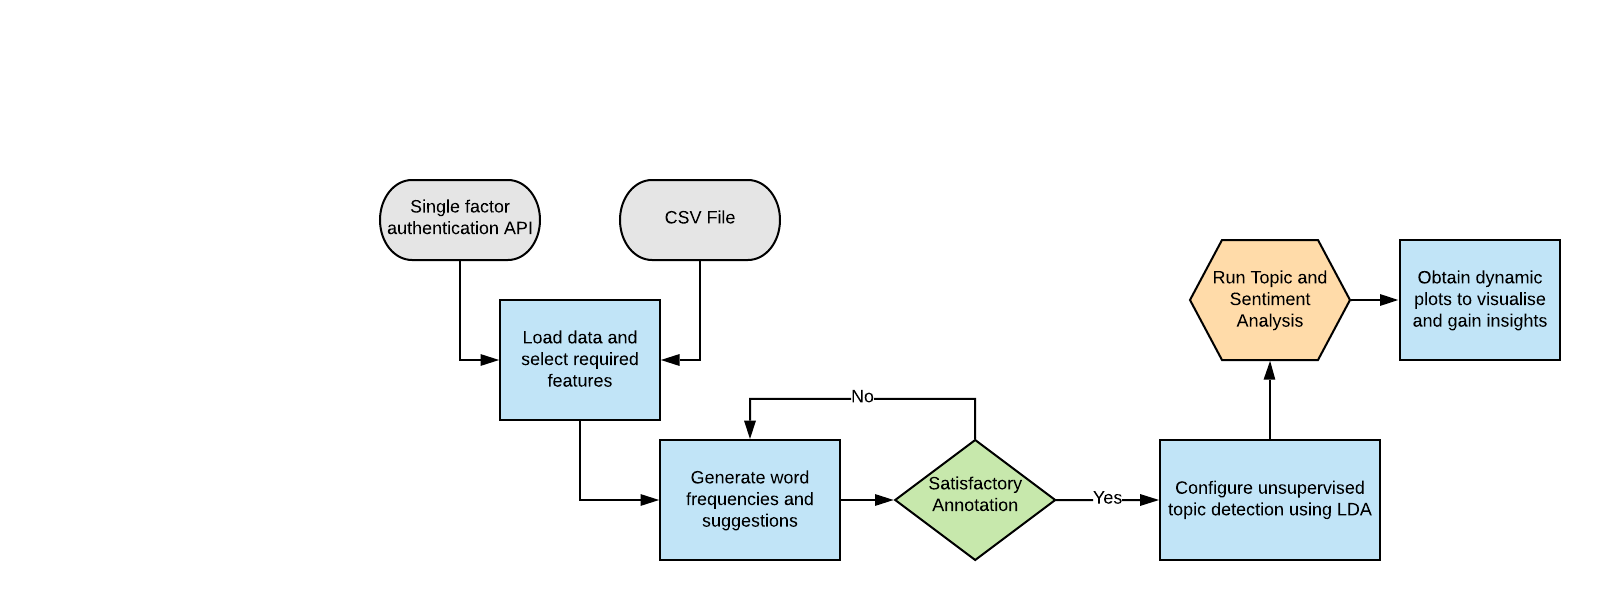 Single factor
authentication API
CSV File
Load data and
select required
features
Generate word
frequencies and
suggestions
No
Satisfactory
Annotation
Yes
Configure unsupervised
topic detection using LDA
Run Topic and
Sentiment
Analysis
Obtain dynamic
plots to visualise
and gain insights